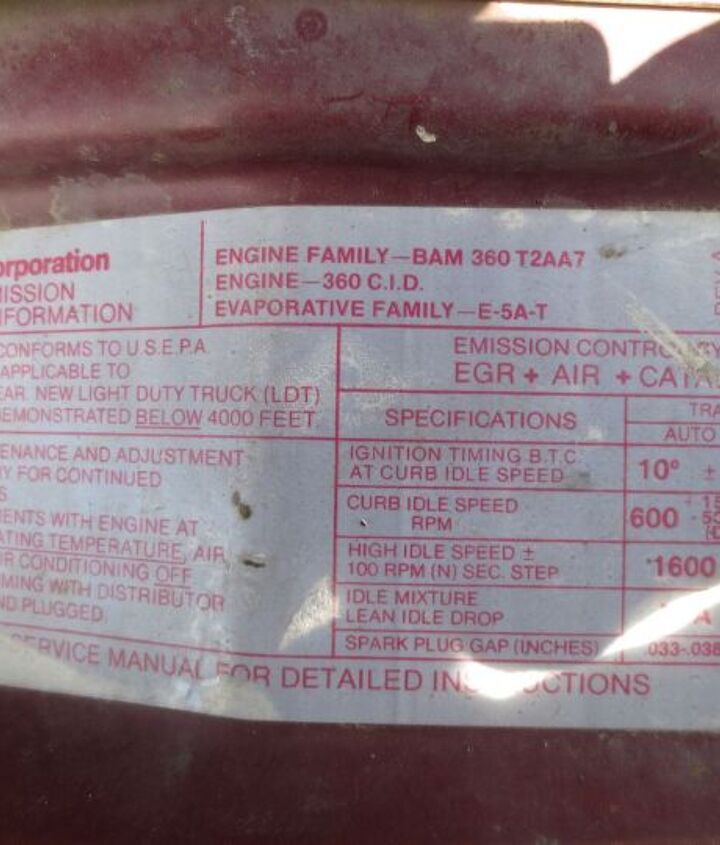 orporation
ISSION
NFORMATION
ENGINE FAMILY—BAM 360 T2AA7
ENGINE—360 C.I.D.
EVAPORATIVE FAMILY—E-5A-T
CONFORMS TO U.S.E.P.A.
APPLICABLE TO
EAR NEW LIGHT DUTY TRUCK (LDT)
DEMONSTRATED BELOW 4000 FEET.
EMISSION CONTRO
EGR + AIR + CATA
SPECIFICATIONS
TRA
AUTO
ENANCE AND ADJUSTMENT
Y FOR CONTINUED
S
ENTS WITH ENGINE AT
ATING TEMPERATURE, AIR
R CONDITIONING OFF
MING WITH DISTRIBUTOR
ND PLUGGED.
IGNITION TIMING B.T.C.
AT CURB IDLE SPEED
10° ±
CURB IDLE SPEED
RPM
600
HIGH IDLE SPEED ±
100 RPM (N) SEC. STEP
1600
IDLE MIXTURE
LEAN IDLE DROP
SPARK PLUG GAP (INCHES)
.033-.038
SERVICE MANUAL FOR DETAILED IN UCTIONS